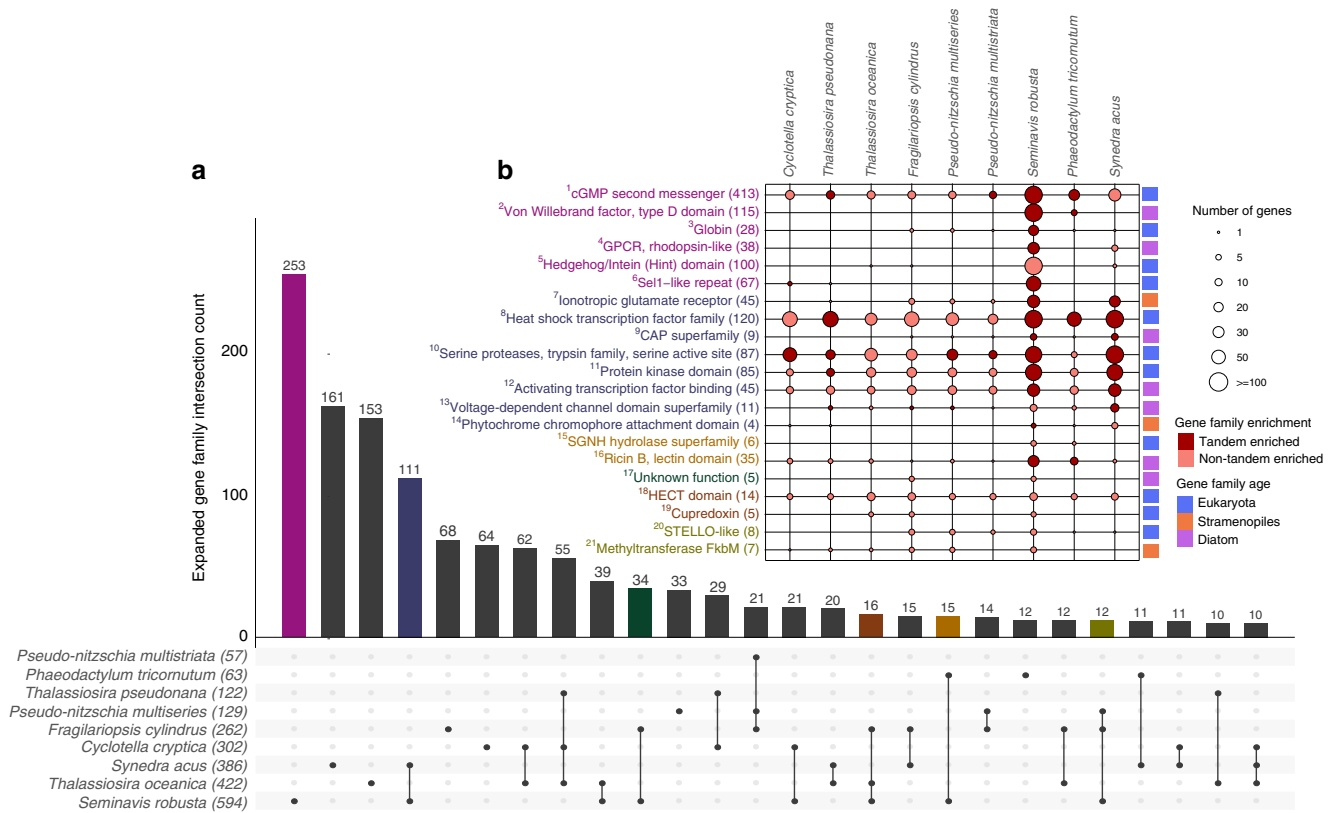 a
b
Cyclotella cryptica
Thalassiosira pseudonana
Thalassiosira oceanica
Fragilariopsis cylindrus
Pseudo-nitzschia multiseries
Pseudo-nitzschia multistriata
Seminavis robusta
Phaeodactylum tricornutum
Synedra acus
1cGMP second messenger (413)
2Von Willebrand factor, type D domain (115)
3Globin (28)
4GPCR, rhodopsin-like (38)
5Hedgehog/Intein (Hint) domain (100)
6Sel1−like repeat (67)
7Ionotropic glutamate receptor (45)
8Heat shock transcription factor family (120)
9CAP superfamily (9)
10Serine proteases, trypsin family, serine active site (87)
11Protein kinase domain (85)
12Activating transcription factor binding (45)
13Voltage-dependent channel domain superfamily (11)
14Phytochrome chromophore attachment domain (4)
15SGNH hydrolase superfamily (6)
16Ricin B, lectin domain (35)
17Unknown function (5)
18HECT domain (14)
19Cupredoxin (5)
20STELLO-like (8)
21Methyltransferase FkbM (7)
Number of genes
1
5
10
20
30
50
>=100
Gene family enrichment
Tandem enriched
Non-tandem enriched
Gene family age
Eukaryota
Stramenopiles
Diatom
Expanded gene family intersection count
200
100
0
253
161
153
111
68
64
62
55
39
34
33
29
21
21
20
16
15
15
14
12
12
12
11
11
10
10
Pseudo-nitzschia multistriata (57)
Phaeodactylum tricornutum (63)
Thalassiosira pseudonana (122)
Pseudo-nitzschia multiseries (129)
Fragilariopsis cylindrus (262)
Cyclotella cryptica (302)
Synedra acus (386)
Thalassiosira oceanica (422)
Seminavis robusta (594)